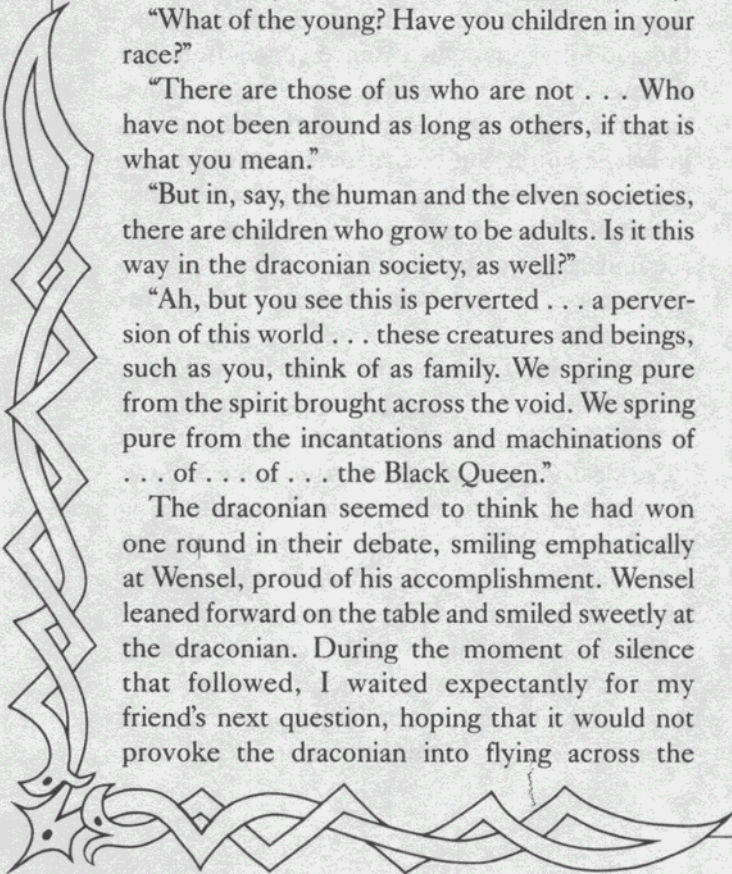 “What of the young? Have you children in your
race?”
“There are those of us who are not . . . Who
have not been around as long as others, if that is
what you mean.”
“But in, say, the human and the elven societies,
there are children who grow to be adults. Is it this
way in the draconian society, as well?”
“Ah, but you see this is perverted . . . a perver-
sion of this world . . . these creatures and beings,
such as you, think of as family. We spring pure
from the spirit brought across the void. We spring
pure from the incantations and machinations of
. . . of . . . of . . . the Black Queen.”
The draconian seemed to think he had won
one round in their debate, smiling emphatically
at Wensel, proud of his accomplishment. Wensel
leaned forward on the table and smiled sweetly at
the draconian. During the moment of silence
that followed, I waited expectantly for my
friend’s next question, hoping that it would not
provoke the draconian into flying across the